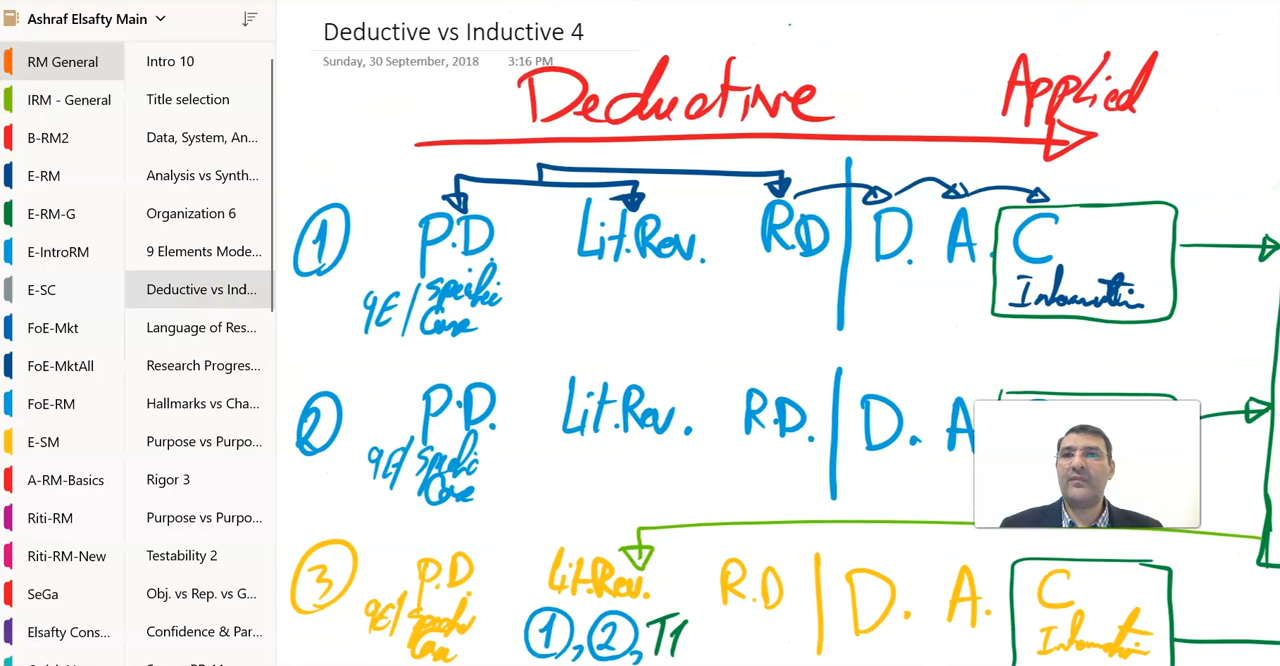 Ashraf Elsafty Main
RM General
IRM - General
B-RM2
E-RM
E-RM-G
E-IntroRM
E-SC
FoE-Mkt
FoE-MktAll
FoE-RM
E-SM
A-RM-Basics
Riti-RM
Riti-RM-New
SeGa
Elsafty Cons...
Intro 10
Title selection
Data, System, An...
Analysis vs Synth...
Organization 6
9 Elements Mode...
Deductive vs Ind...
Language of Res...
Research Progres...
Hallmarks vs Cha...
Purpose vs Purpo...
Rigor 3
Purpose vs Purpo...
Testability 2
Obj. vs Rep. vs G...
Confidence & Par...
Deductive vs Inductive 4
Sunday, 30 September, 2018 3:16 PM
Deductive Applied
1 P.D. Lit.Rev. R.D D. A. C
9E/ Specific Case Information
2 P.D. Lit.Rev. R.D. D. A
9E/ Specific Case
3 P.D Lit.Rev. R.D D. A. C
9E/ Specific Case 1, 2, T1 Information